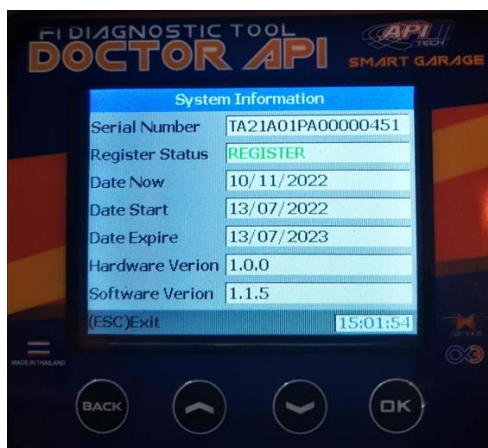 FI DIAGNOSTIC TOOL
DOCTOR API
API TECH
SMART GARAGE
System Information
Serial Number TA21A01PA00000451
Register Status REGISTER
Date Now 10/11/2022
Date Start 13/07/2022
Date Expire 13/07/2023
Hardware Verion 1.0.0
Software Verion 1.1.5
(ESC)Exit 15:01:54
MADE IN THAILAND
BACK
OK